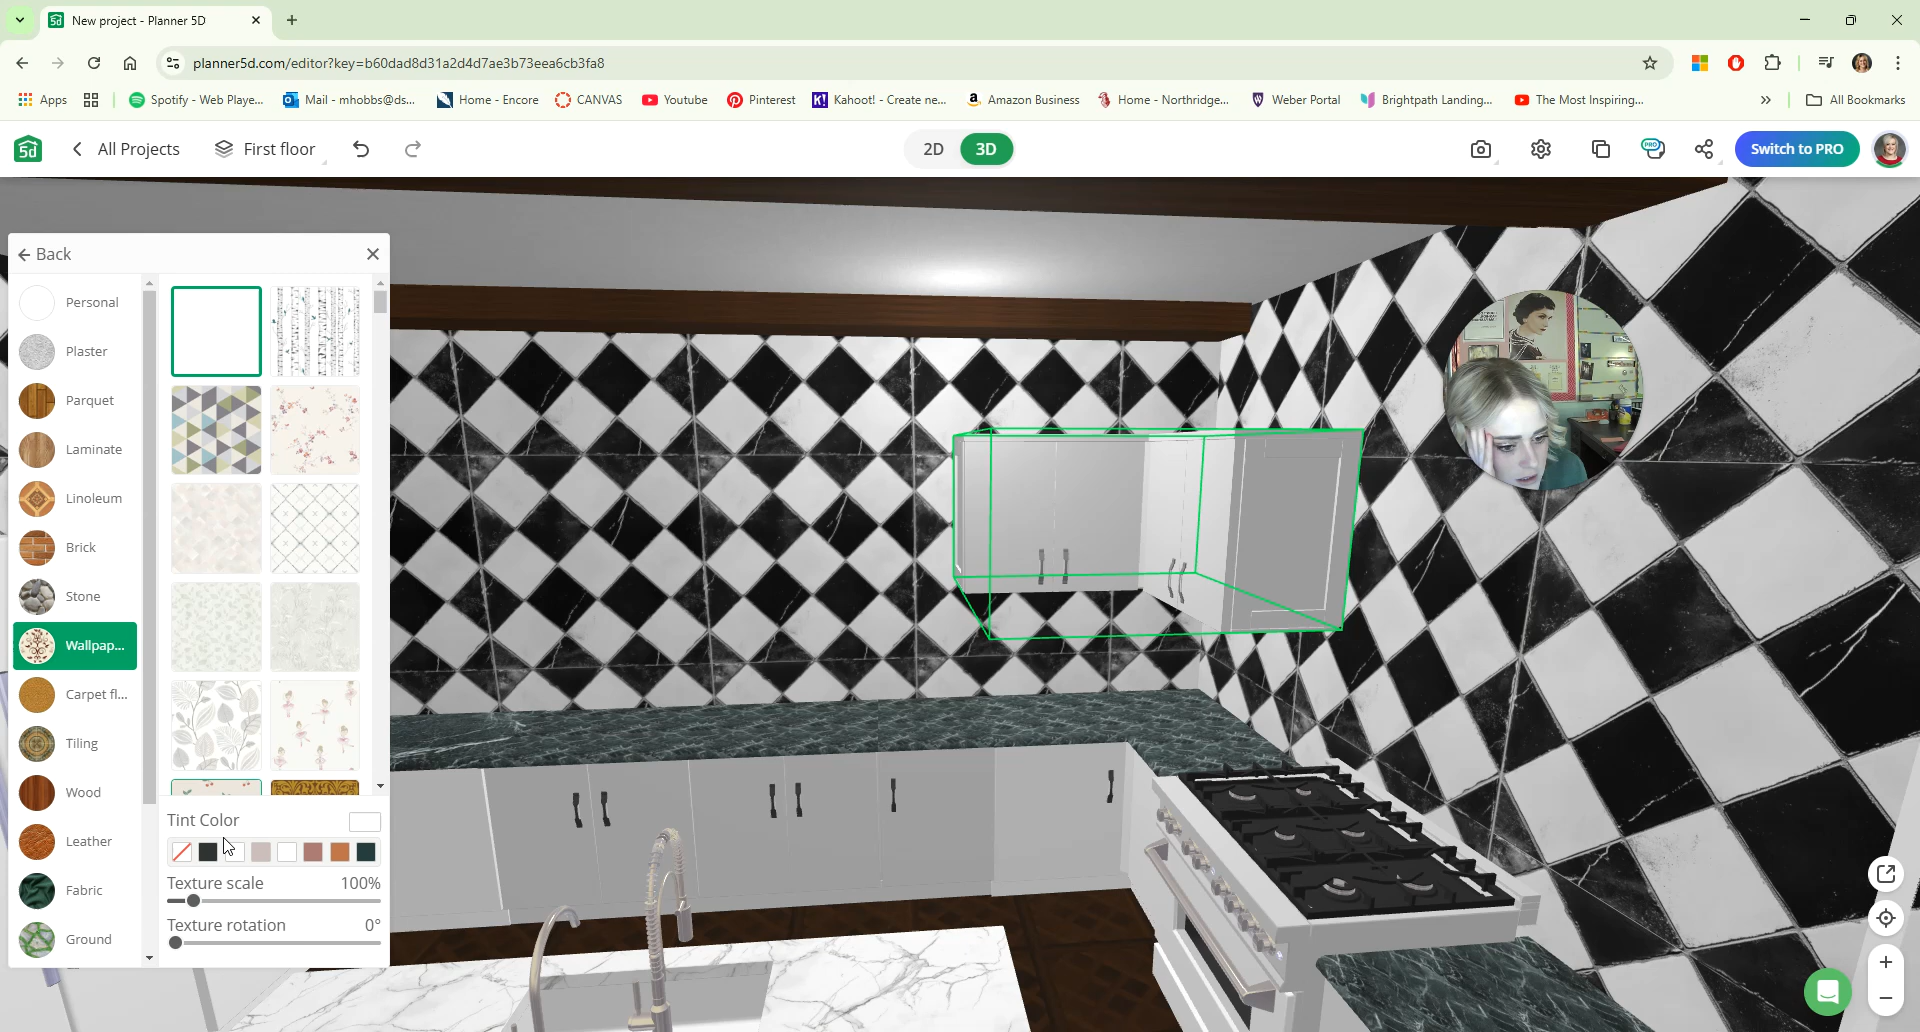 New project - Planner 5D
planner5d.com/editor?key=b60dad8d31a2d4d7ae3b73eea6cb3fa8
Apps
Spotify - Web Playe...
Mail - mhobbs@ds...
Home - Encore
CANVAS
Youtube
Pinterest
Kahoot! - Create ne...
Amazon Business
Home - Northridge...
Weber Portal
Brightpath Landing...
The Most Inspiring...
All Bookmarks
5d
All Projects
First floor
2D
3D
PRO
Switch to PRO
Back
Personal
Plaster
Parquet
Laminate
Linoleum
Brick
Stone
Wallpap...
Carpet fl...
Tiling
Wood
Leather
Fabric
Ground
Tint Color
Texture scale 100%
Texture rotation 0°